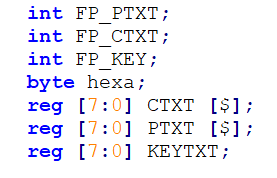 int FP_PTXT;
int FP_CTXT;
int FP_KEY;
byte hexa;
reg [7:0] CTXT [$];
reg [7:0] PTXT [$];
reg [7:0] KEYTXT;